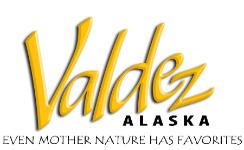 Valdez
ALASKA
EVEN MOTHER NATURE HAS FAVORITES